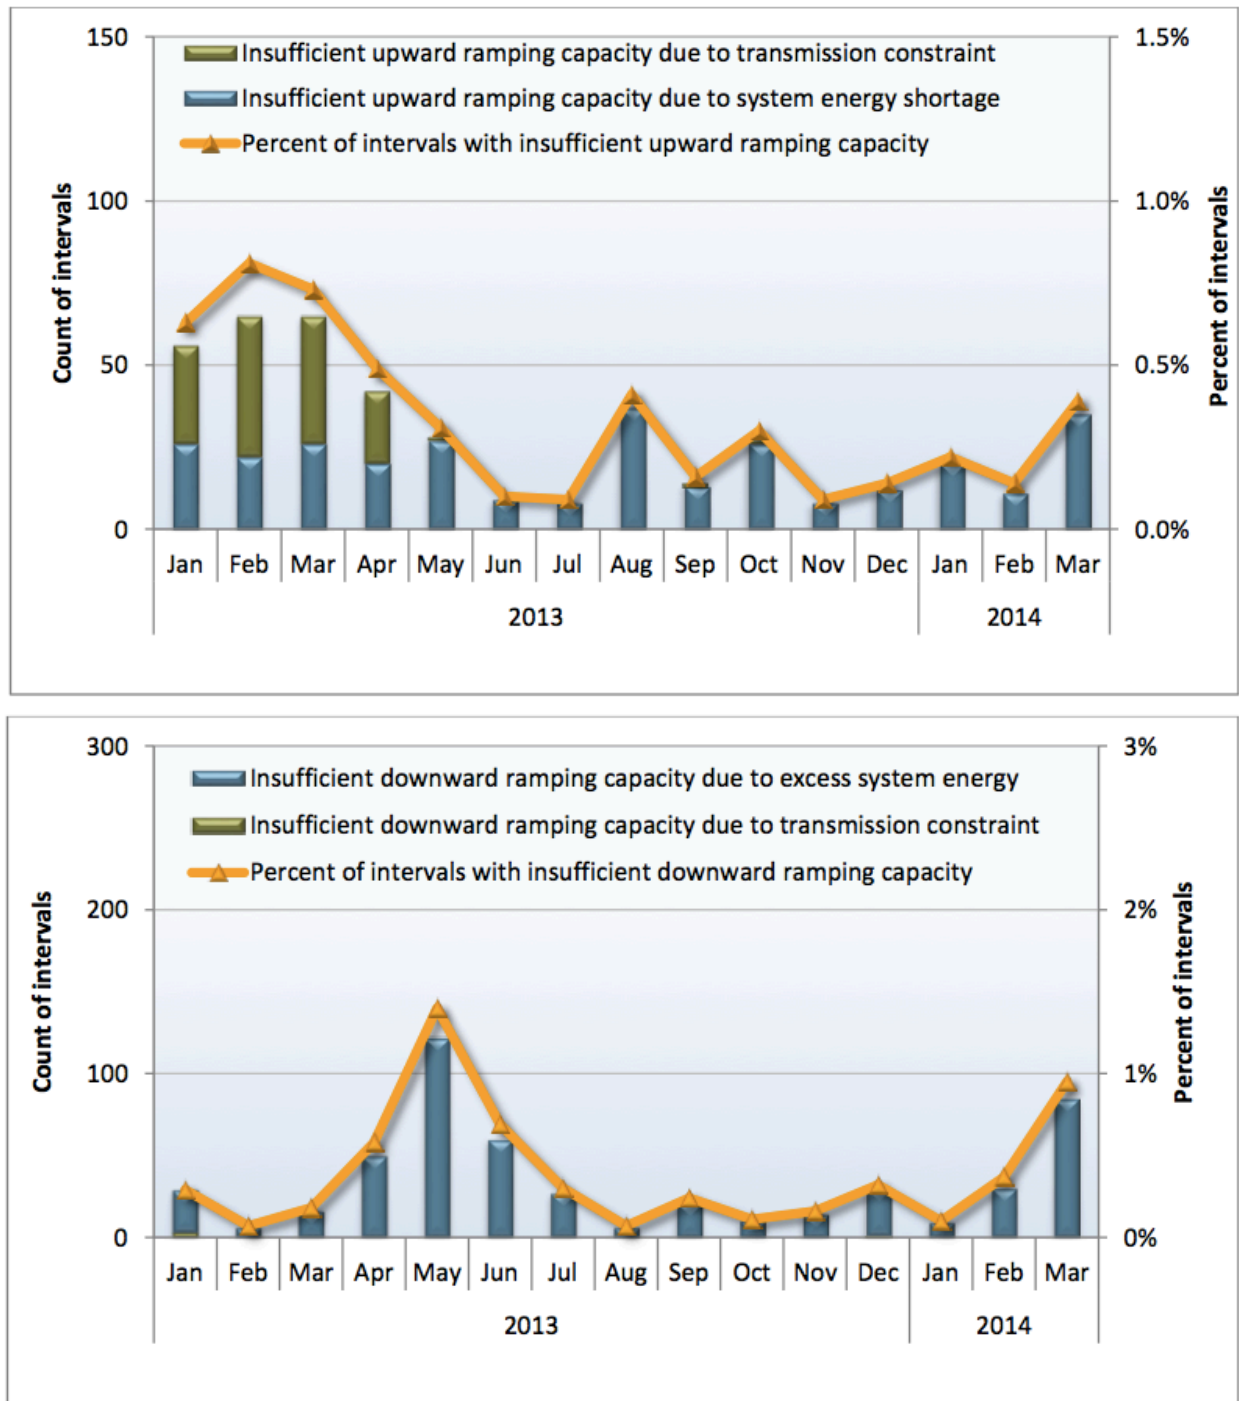 150
1.5%
Insufficient upward ramping capacity due to transmission constraint
Insufficient upward ramping capacity due to system energy shortage
Percent of intervals with insufficient upward ramping capacity
100
1.0%
Count of intervals
Percent of intervals
50
0.5%
0
0.0%
Jan Feb Mar Apr May Jun Jul Aug Sep Oct Nov Dec Jan Feb Mar
2013 2014
300
3%
Insufficient downward ramping capacity due to excess system energy
Insufficient downward ramping capacity due to transmission constraint
Percent of intervals with insufficient downward ramping capacity
200
2%
Count of intervals
Percent of intervals
100
1%
0
0%
Jan Feb Mar Apr May Jun Jul Aug Sep Oct Nov Dec Jan Feb Mar
2013 2014